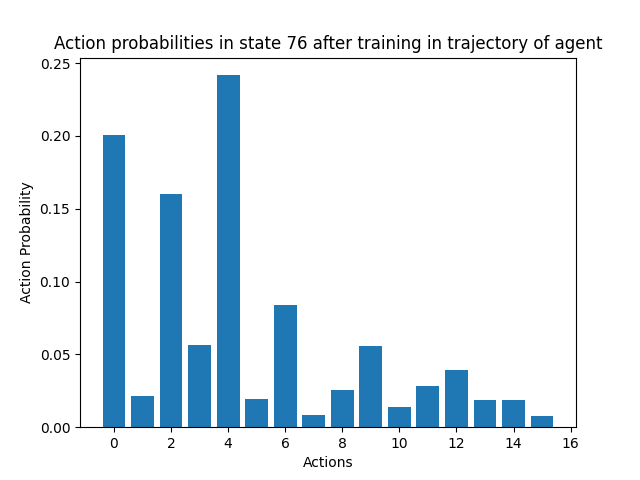 Action probabilities in state 76 after training in trajectory of agent
0.25
0.20
0.15
0.10
0.05
0.00
Action Probability
0 2 4 6 8 10 12 14 16
Actions